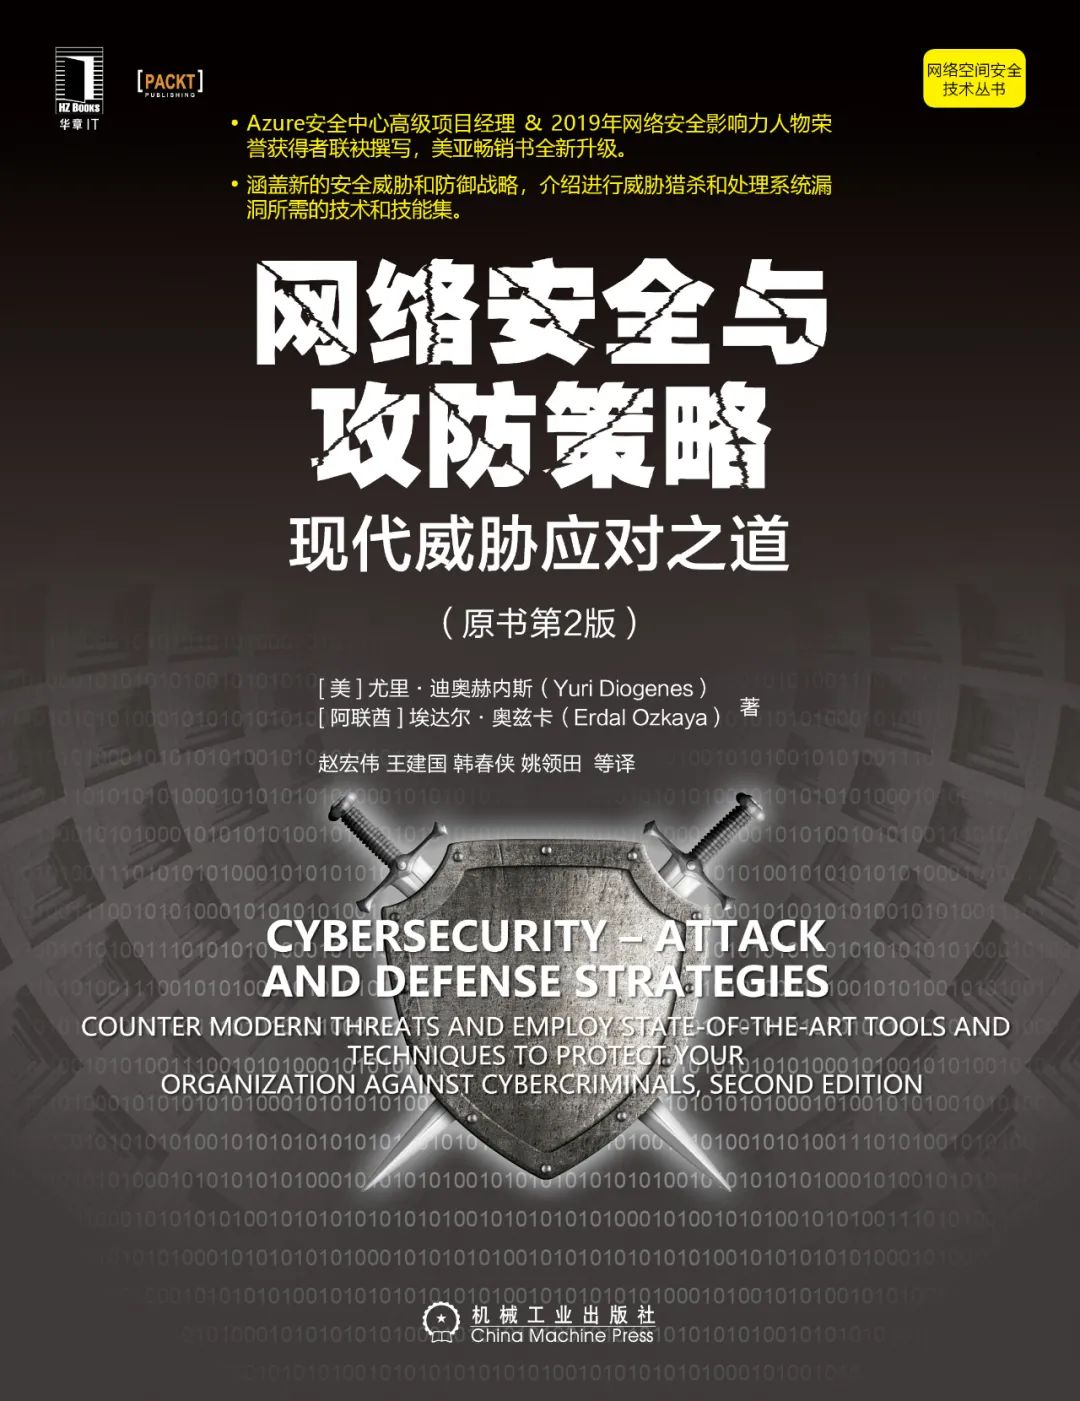 HZ BOOKS
华章 IT
[PACKT]
PUBLISHING
网络空间安全
技术丛书
• Azure安全中心高级项目经理 & 2019年网络安全影响力人物荣
誉获得者联袂撰写，美亚畅销书全新升级。
• 涵盖新的安全威胁和防御战略，介绍进行威胁猎杀和处理系统漏
洞所需的技术和技能集。
网络安全与
攻防策略
现代威胁应对之道
（原书第2版）
[ 美 ] 尤里 · 迪奥赫内斯（Yuri Diogenes）
[ 阿联酋 ] 埃达尔 · 奥兹卡（Erdal Ozkaya）
著
赵宏伟 王建国 韩春侠 姚领田 等译
CYBERSECURITY – ATTACK
AND DEFENSE STRATEGIES
COUNTER MODERN THREATS AND EMPLOY STATE-OF-THE-ART TOOLS AND
TECHNIQUES TO PROTECT YOUR
ORGANIZATION AGAINST CYBERCRIMINALS, SECOND EDITION
机械工业出版社
China Machine Press